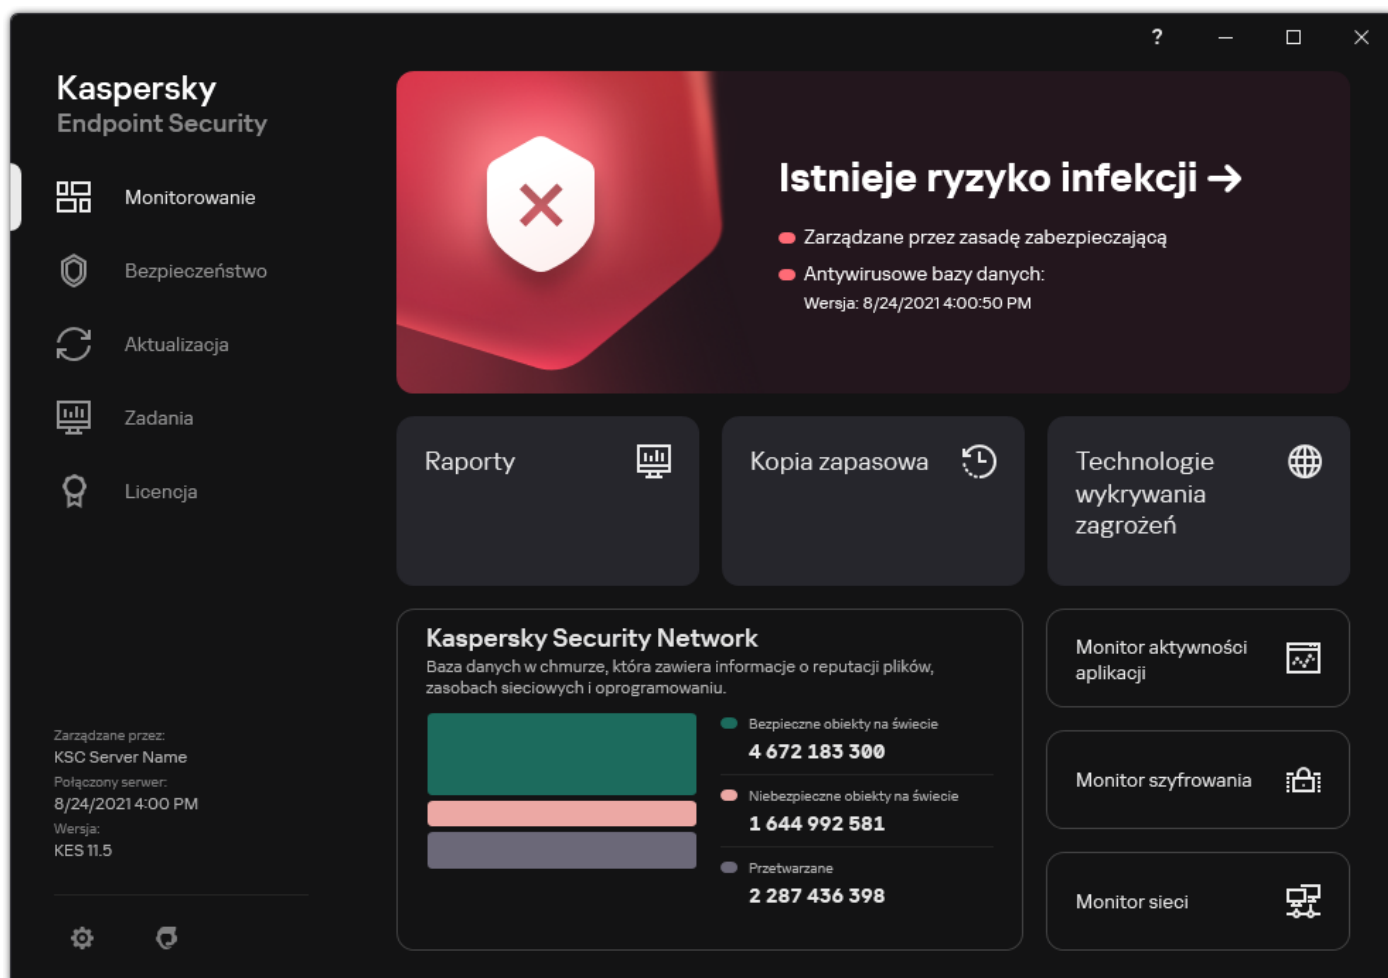 ?
Kaspersky
Endpoint Security
Monitorowanie
Bezpieczeństwo
Aktualizacja
Zadania
Licencja
Zarządzane przez:
KSC Server Name
Połączony serwer:
8/24/2021 4:00 PM
Wersja:
KES 11.5
Istnieje ryzyko infekcji →
Zarządzane przez zasadę zabezpieczającą
Antywirusowe bazy danych:
Wersja: 8/24/2021 4:00:50 PM
Raporty
Kopia zapasowa
Technologie
wykrywania
zagrożeń
Kaspersky Security Network
Baza danych w chmurze, która zawiera informacje o reputacji plików,
zasobach sieciowych i oprogramowaniu.
Bezpieczne obiekty na świecie
4 672 183 300
Niebezpieczne obiekty na świecie
1 644 992 581
Przetwarzane
2 287 436 398
Monitor aktywności
aplikacji
Monitor szyfrowania
Monitor sieci